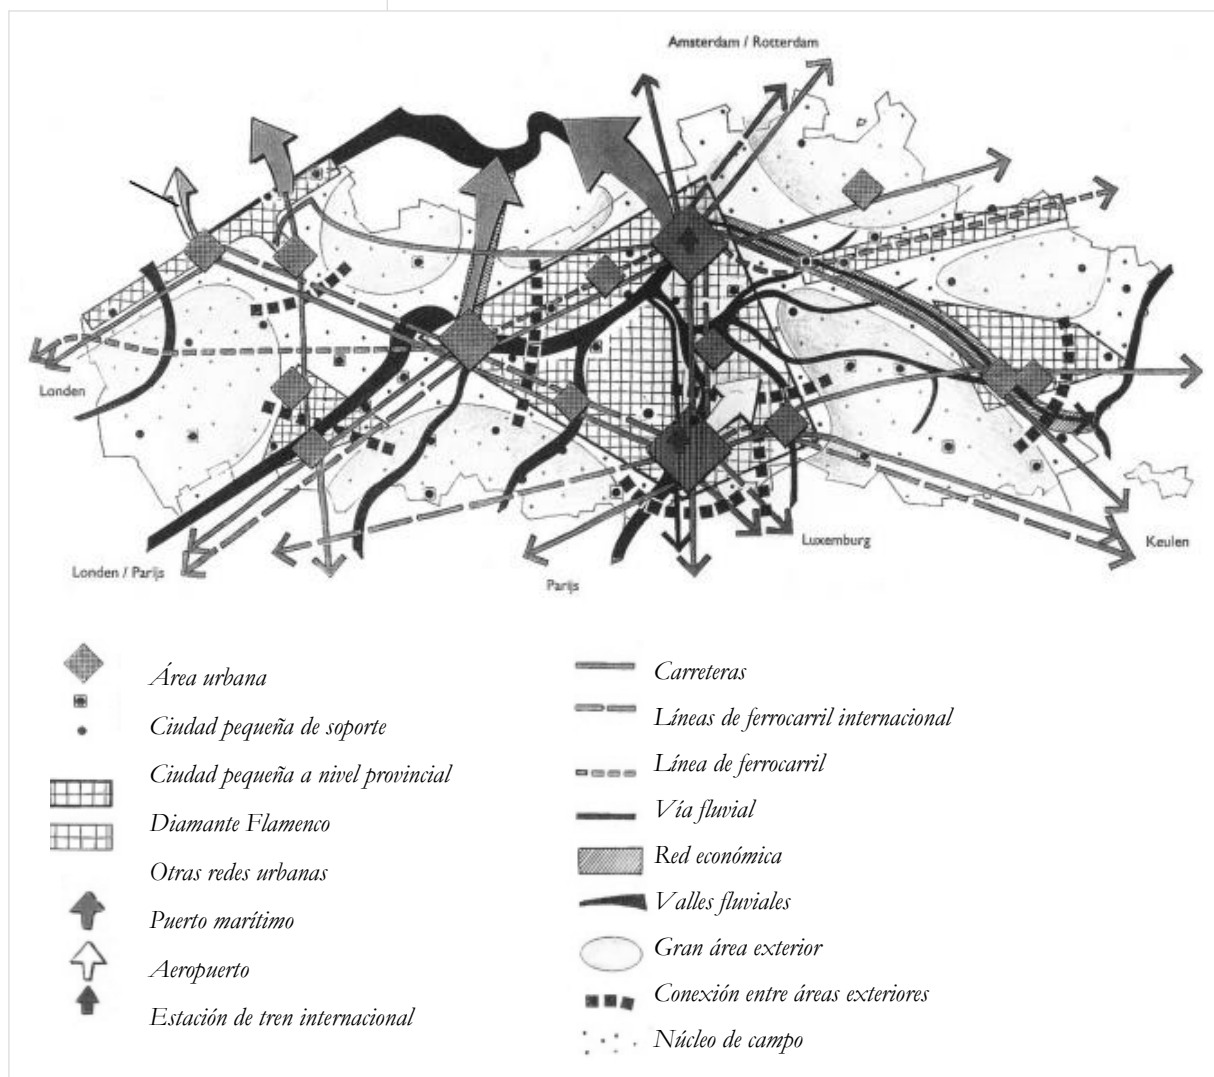 Amsterdam / Rotterdam
Londen
Londen / Parijs
Parijs
Luxemburg
Keulen
Área urbana
Ciudad pequeña de soporte
Ciudad pequeña a nivel provincial
Diamante Flamenco
Otras redes urbanas
Puerto marítimo
Aeropuerto
Estación de tren internacional
Carreteras
Líneas de ferrocarril internacional
Línea de ferrocarril
Vía fluvial
Red económica
Valles fluviales
Gran área exterior
Conexión entre áreas exteriores
Núcleo de campo